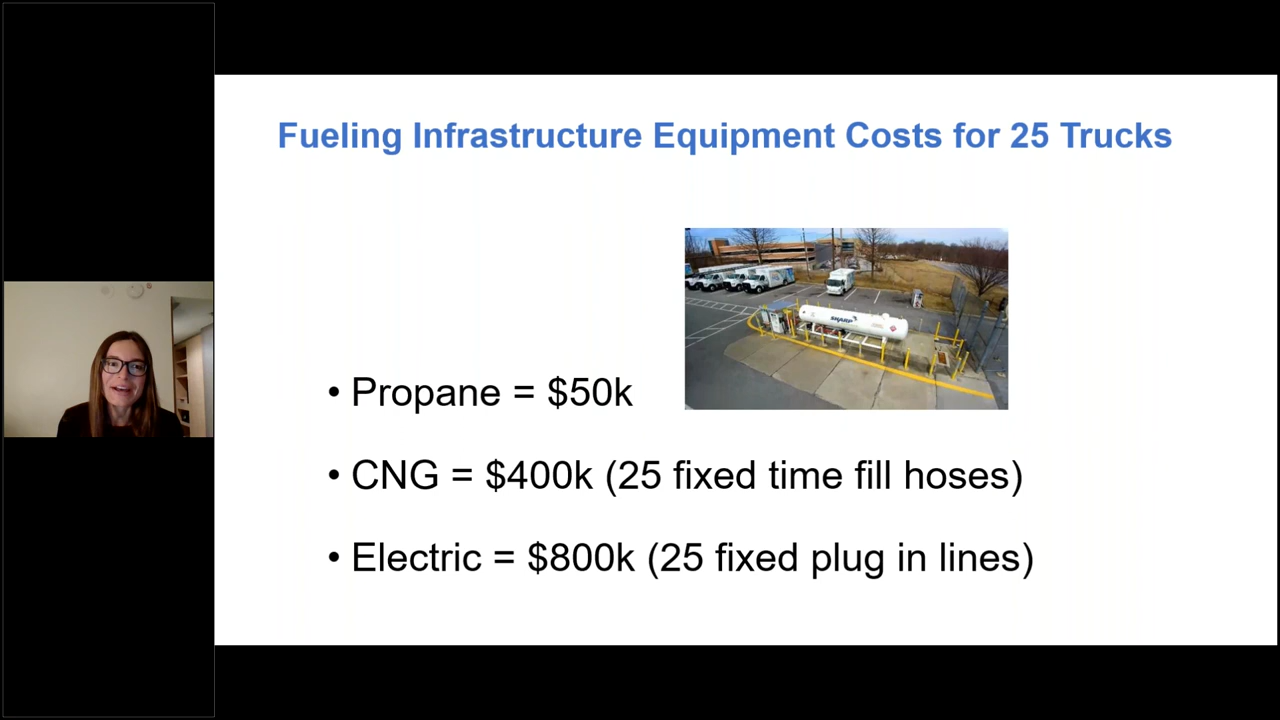 Fueling Infrastructure Equipment Costs for 25 Trucks
SHARP
• Propane = $50k
• CNG = $400k (25 fixed time fill hoses)
• Electric = $800k (25 fixed plug in lines)